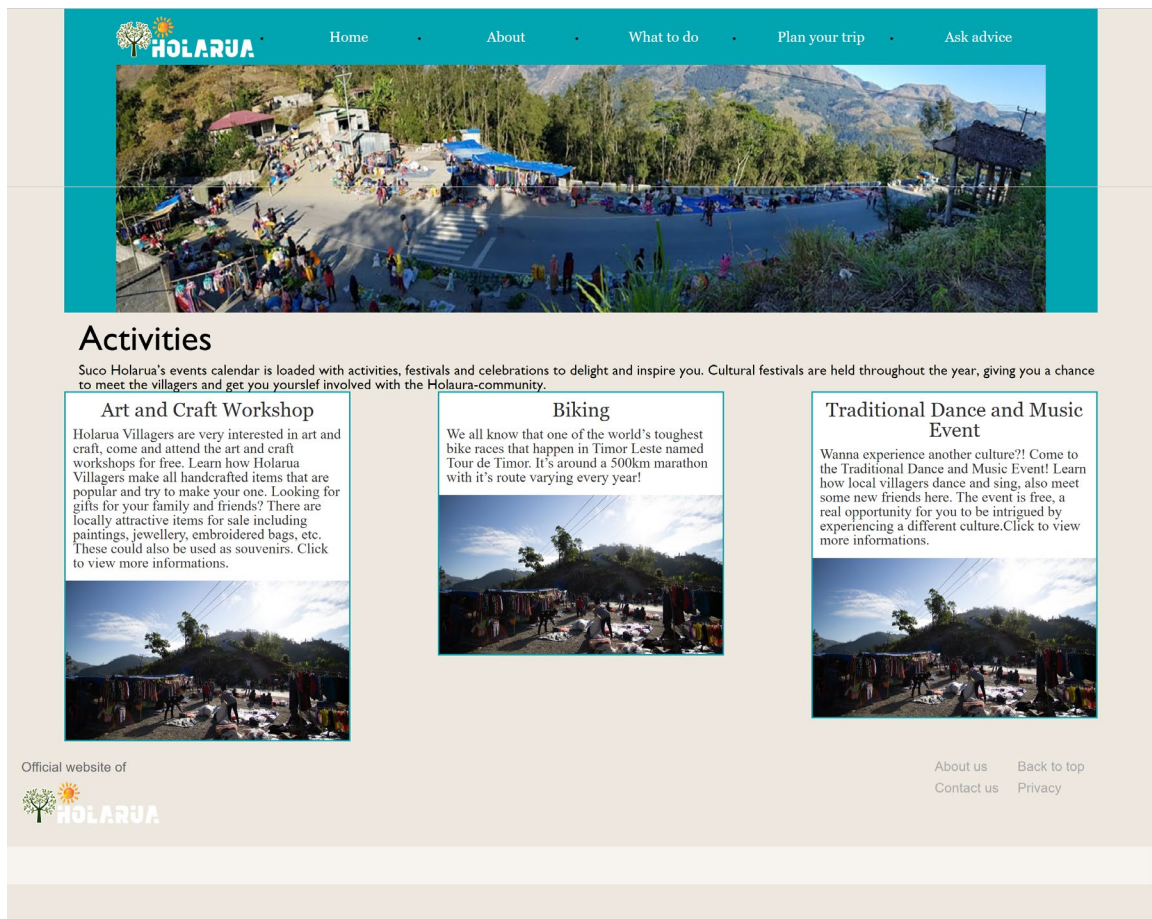 HOLARUA
Home
About
What to do
Plan your trip
Ask advice
Activities
Suco Holarua's events calendar is loaded with activities, festivals and celebrations to delight and inspire you. Cultural festivals are held throughout the year, giving you a chance
to meet the villagers and get you yourslef involved with the Holaura-community.
Art and Craft Workshop
Holarua Villagers are very interested in art and
craft, come and attend the art and craft
workshops for free. Learn how Holarua
Villagers make all handcrafted items that are
popular and try to make your one. Looking for
gifts for your family and friends? There are
locally attractive items for sale including
paintings, jewellery, embroidered bags, etc.
These could also be used as souvenirs. Click
to view more informations.
Biking
We all know that one of the world's toughest
bike races that happen in Timor Leste named
Tour de Timor. It's around a 500km marathon
with it's route varying every year!
Traditional Dance and Music
Event
Wanna experience another culture?! Come to
the Traditional Dance and Music Event! Learn
how local villagers dance and sing, also meet
some new friends here. The event is free, a
real opportunity for you to be intrigued by
experiencing a different culture.Click to view
more informations.
Official website of
HOLARUA
About us
Back to top
Contact us
Privacy